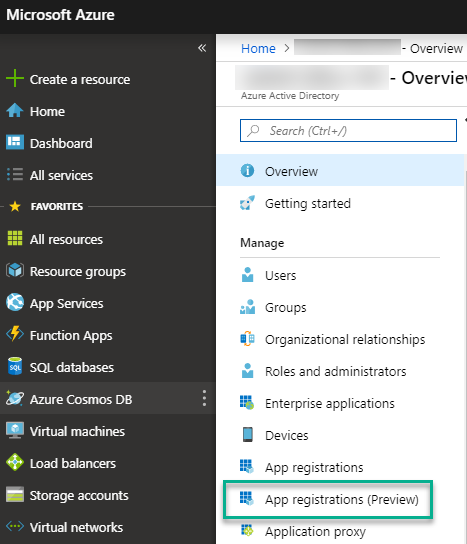 Microsoft Azure
«
Create a resource
Home
Dashboard
All services
FAVORITES
All resources
Resource groups
App Services
Function Apps
SQL databases
Azure Cosmos DB
Virtual machines
Load balancers
Storage accounts
Virtual networks
Home > - Overview
- Overview
Azure Active Directory
Search (Ctrl+/)
«
Overview
Getting started
Manage
Users
Groups
Organizational relationships
Roles and administrators
Enterprise applications
Devices
App registrations
App registrations (Preview)
Application proxy